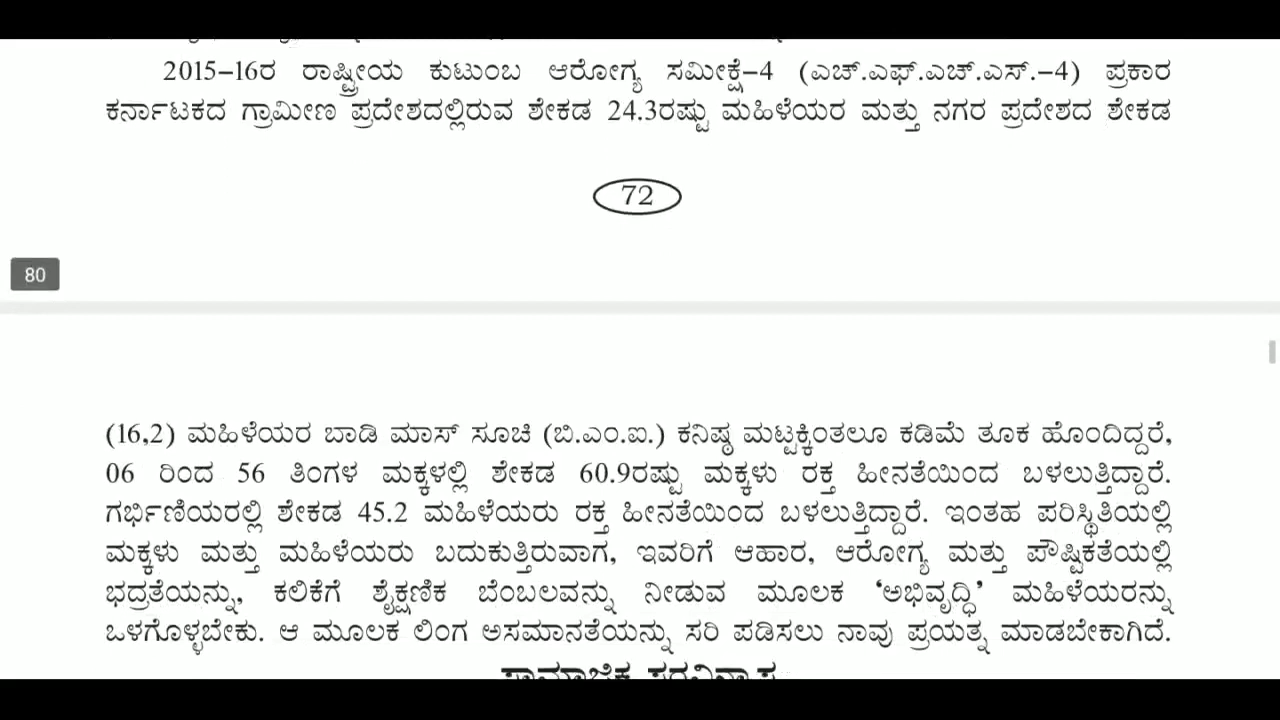 2015–16ರ ರಾಷ್ಟ್ರೀಯ ಕುಟುಂಬ ಆರೋಗ್ಯ ಸಮೀಕ್ಷೆ–4 (ಎಚ್.ಎಫ್.ಎಚ್.ಎಸ್.–4) ಪ್ರಕಾರ
ಕರ್ನಾಟಕದ ಗ್ರಾಮೀಣ ಪ್ರದೇಶದಲ್ಲಿರುವ ಶೇಕಡ 24.3ರಷ್ಟು ಮಹಿಳೆಯರ ಮತ್ತು ನಗರ ಪ್ರದೇಶದ ಶೇಕಡ
72
80
(16,2) ಮಹಿಳೆಯರ ಬಾಡಿ ಮಾಸ್ ಸೂಚಿ (ಬಿ.ಎಂ.ಐ.) ಕನಿಷ್ಠ ಮಟ್ಟಕ್ಕಿಂತಲೂ ಕಡಿಮೆ ತೂಕ ಹೊಂದಿದ್ದರೆ,
06 ರಿಂದ 56 ತಿಂಗಳ ಮಕ್ಕಳಲ್ಲಿ ಶೇಕಡ 60.9ರಷ್ಟು ಮಕ್ಕಳು ರಕ್ತ ಹೀನತೆಯಿಂದ ಬಳಲುತ್ತಿದ್ದಾರೆ.
ಗರ್ಭಿಣಿಯರಲ್ಲಿ ಶೇಕಡ 45.2 ಮಹಿಳೆಯರು ರಕ್ತ ಹೀನತೆಯಿಂದ ಬಳಲುತ್ತಿದ್ದಾರೆ. ಇಂತಹ ಪರಿಸ್ಥಿತಿಯಲ್ಲಿ
ಮಕ್ಕಳು ಮತ್ತು ಮಹಿಳೆಯರು ಬದುಕುತ್ತಿರುವಾಗ, ಇವರಿಗೆ ಆಹಾರ, ಆರೋಗ್ಯ ಮತ್ತು ಪೌಷ್ಟಿಕತೆಯಲ್ಲಿ
ಭದ್ರತೆಯನ್ನು, ಕಲಿಕೆಗೆ ಶೈಕ್ಷಣಿಕ ಬೆಂಬಲವನ್ನು ನೀಡುವ ಮೂಲಕ ‘ಅಭಿವೃದ್ಧಿ’ ಮಹಿಳೆಯರನ್ನು
ಒಳಗೊಳ್ಳಬೇಕು. ಆ ಮೂಲಕ ಲಿಂಗ ಅಸಮಾನತೆಯನ್ನು ಸರಿ ಪಡಿಸಲು ನಾವು ಪ್ರಯತ್ನ ಮಾಡಬೇಕಾಗಿದೆ.